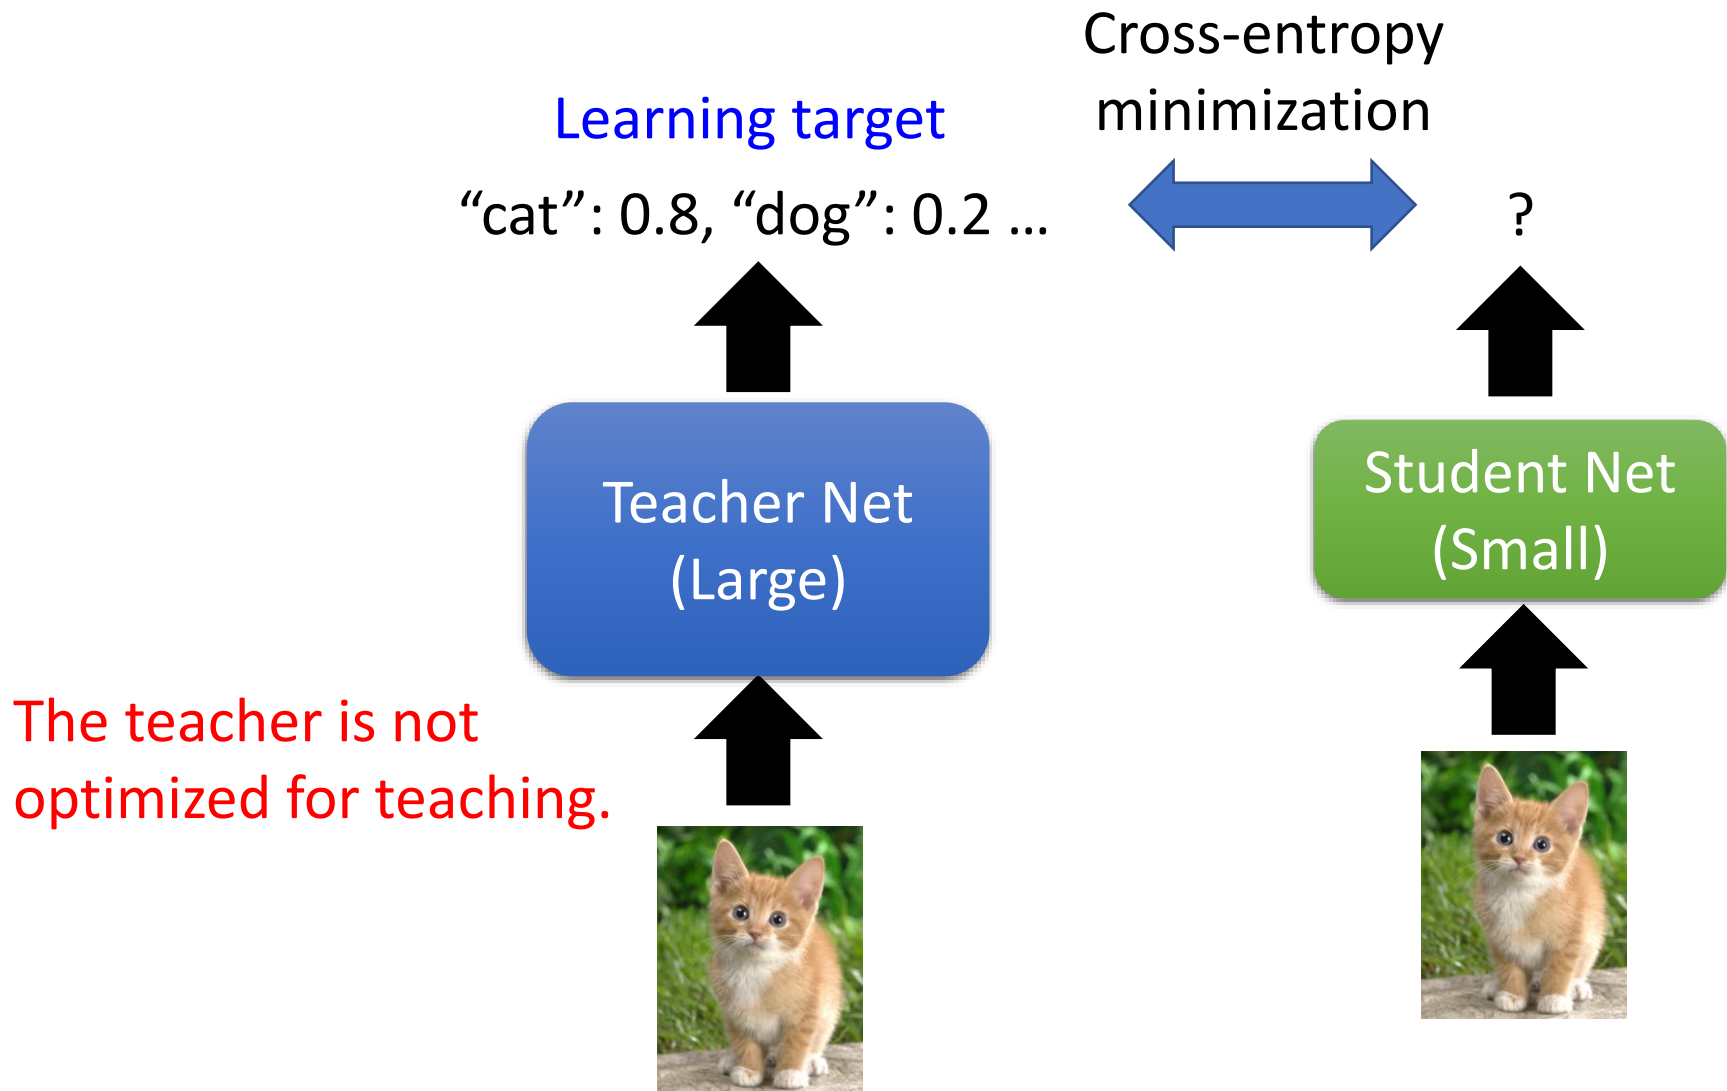 Cross-entropy
minimization
Learning target
“cat”: 0.8, “dog”: 0.2 ...
?
Teacher Net
(Large)
Student Net
(Small)
The teacher is not
optimized for teaching.